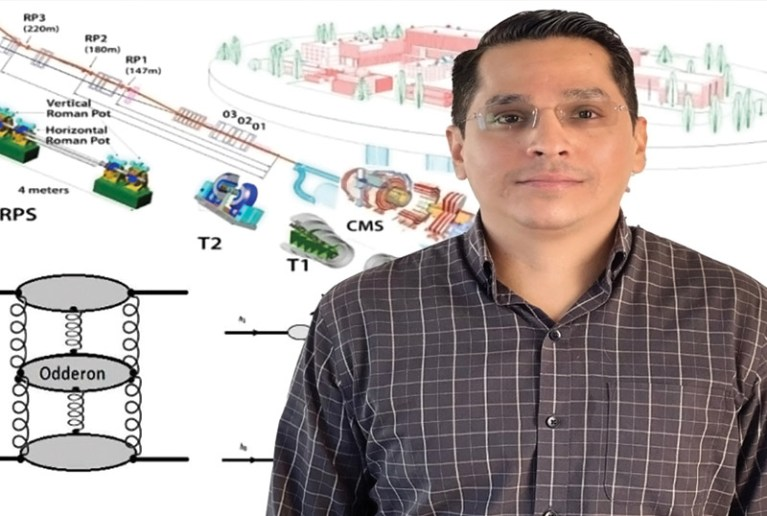 RP3
(220m)
RP2
(180m)
RP1
(147m)
Vertical
Roman Pot
Horizontal
Roman Pot
4 meters
RPS
03
02
01
T2
T1
CMS
Odderon